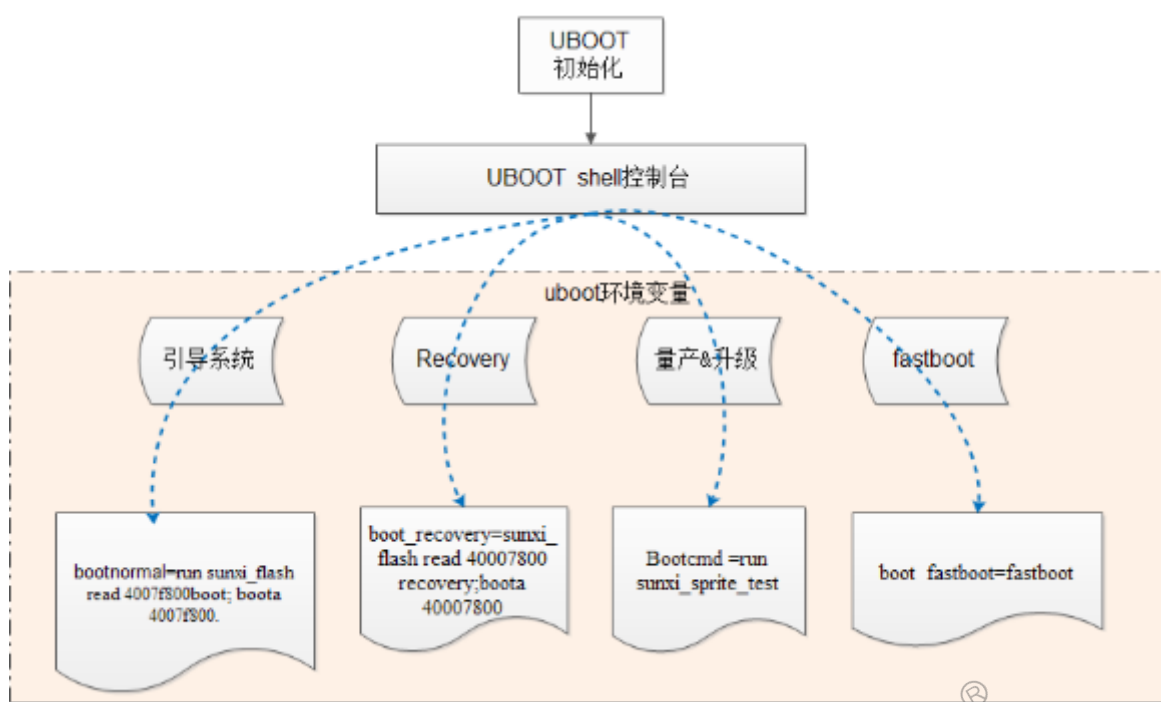 UBOOT
初始化
UBOOT shell控制台
uboot环境变量
引导系统
Recovery
量产&升级
fastboot
bootnormal=run sunxi_flash
read 4007f800boot; boota
4007f800.
boot_recovery=sunxi_
flash read 40007800
recovery;boota
40007800
Bootcmd =run
sunxi_sprite_test
boot fastboot=fastboot
®